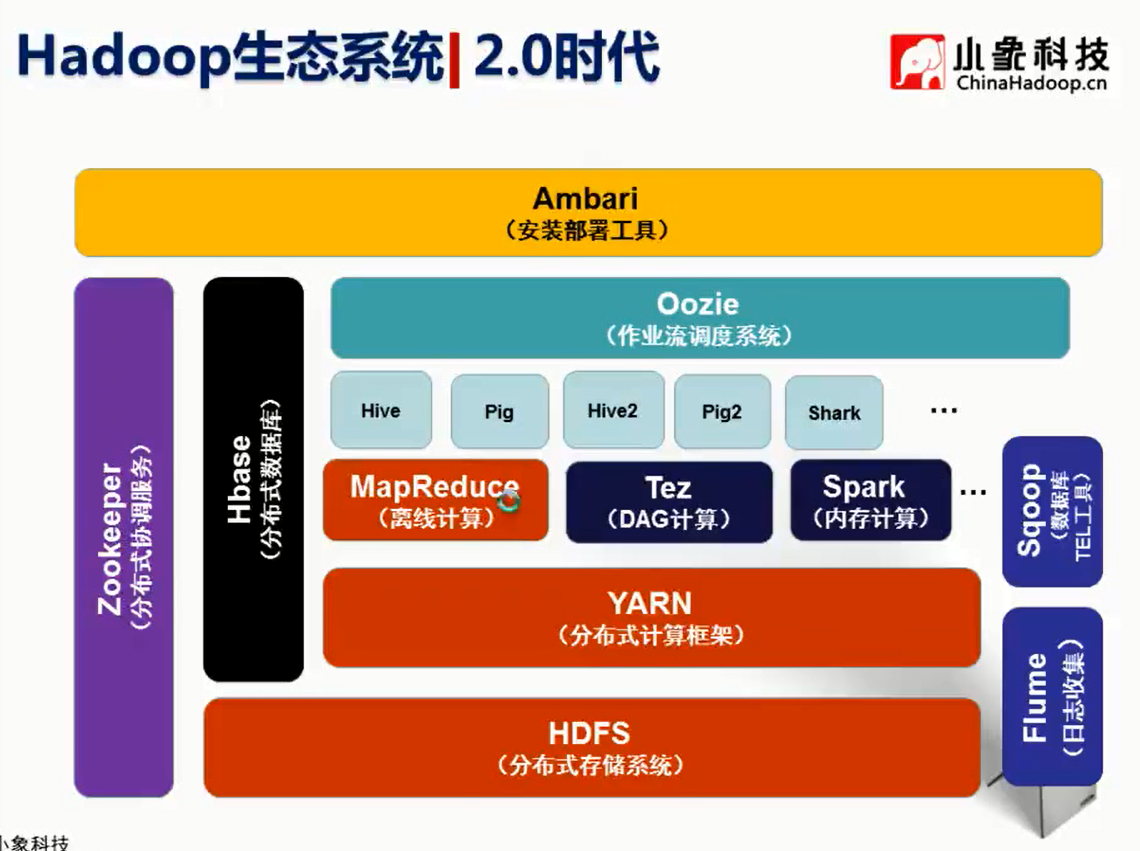 Hadoop生态系统| 2.0时代
小象科技
ChinaHadoop.cn
Ambari
（安装部署工具）
Zookeeper
（分布式协调服务）
Hbase
（分布式数据库）
Oozie
（作业流调度系统）
Hive
Pig
Hive2
Pig2
Shark
...
MapReduce
（离线计算）
Tez
（DAG计算）
Spark
（内存计算）
...
Sqoop
（数据库
TEL工具）
YARN
（分布式计算框架）
Flume
（日志收集）
HDFS
（分布式存储系统）
小象科技